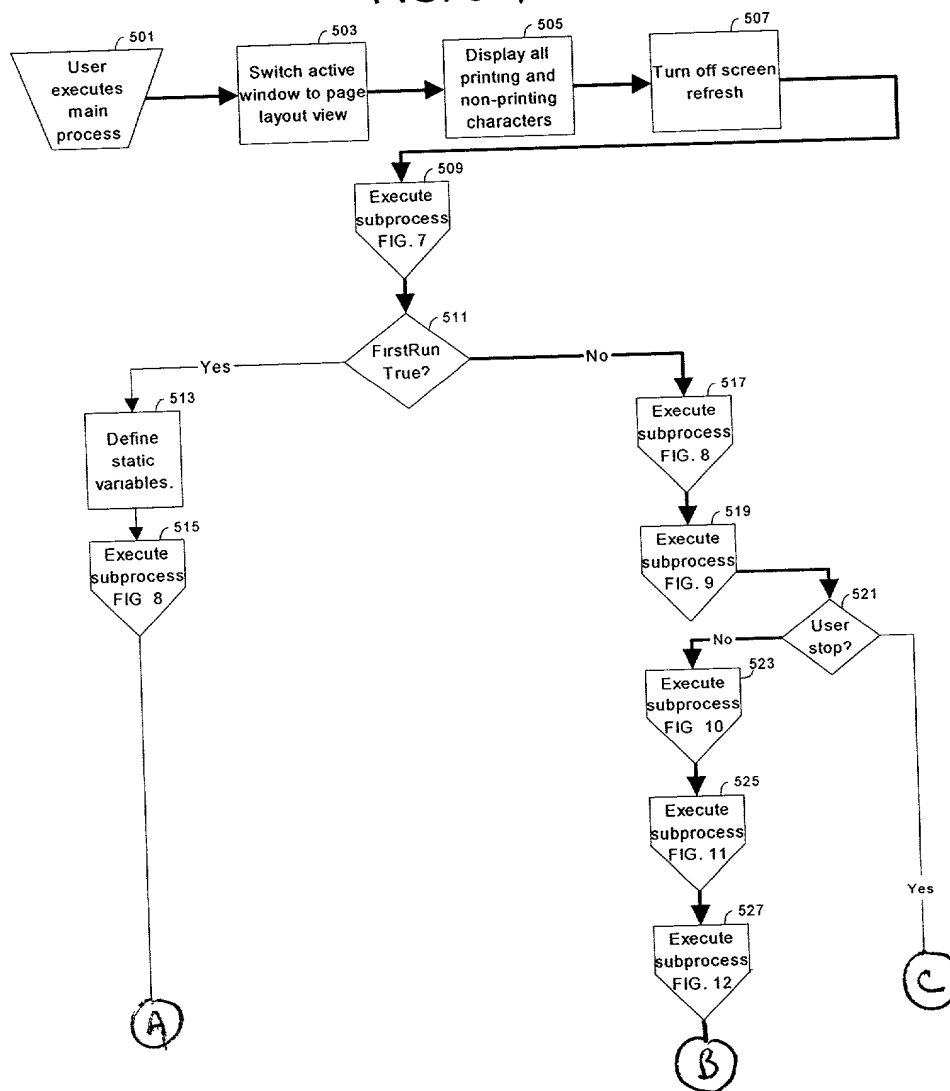 501
User
executes
main
process
503
Switch active
window to page
layout view
505
Display all
printing and
non-printing
characters
507
Turn off screen
refresh
509
Execute
subprocess
FIG. 7
511
FirstRun
True?
Yes
No
513
Define
static
variables.
515
Execute
subprocess
FIG 8
517
Execute
subprocess
FIG. 8
519
Execute
subprocess
FIG. 9
521
User
stop?
No
Yes
523
Execute
subprocess
FIG 10
525
Execute
subprocess
FIG. 11
527
Execute
subprocess
FIG. 12
A
B
C